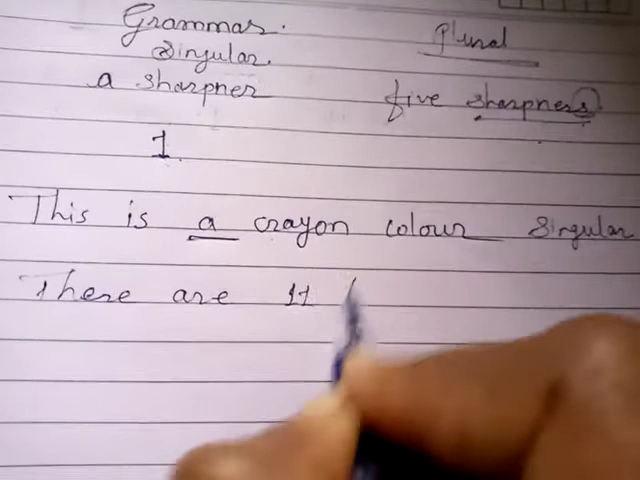 Grammar.
Singular.
Plural
a sharpner
five sharpners
1.
This is a crayon colour singular
There are 11